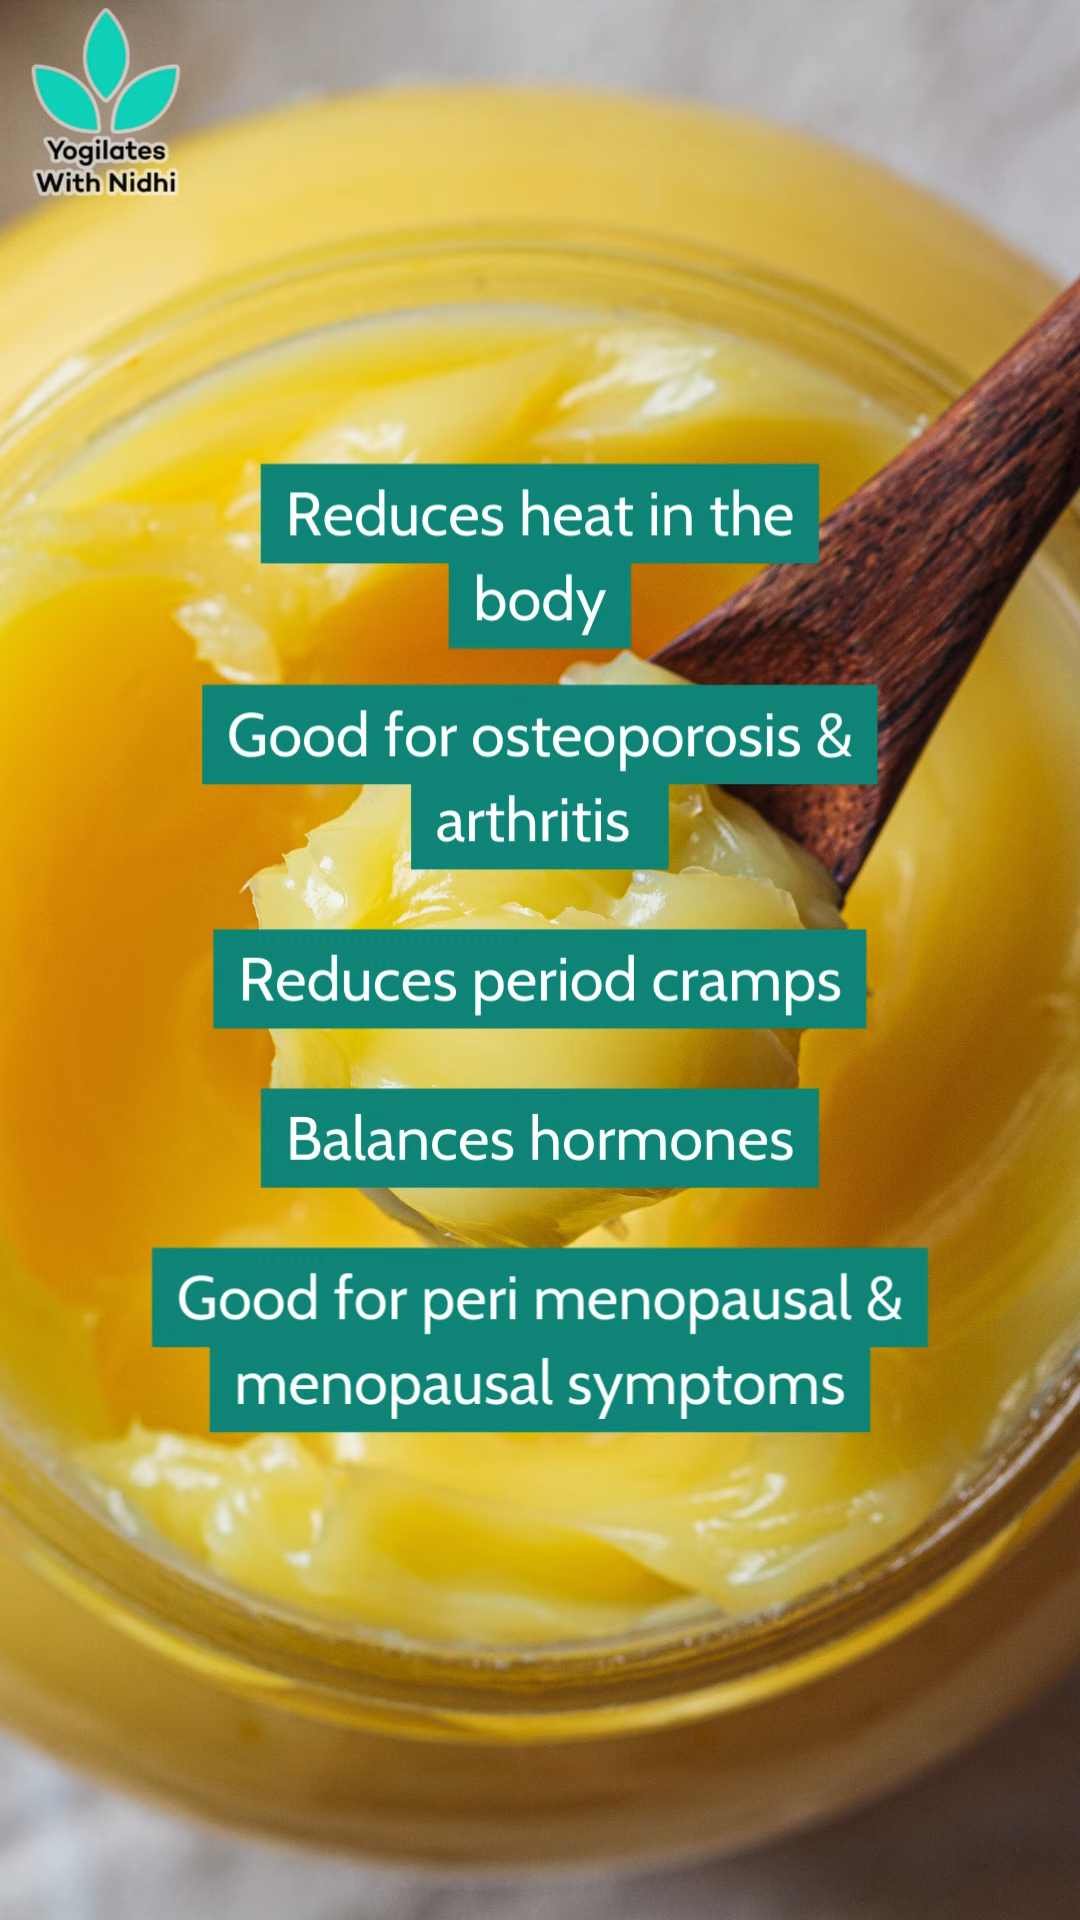 Yogilates
With Nidhi
Reduces heat in the
body
Good for osteoporosis &
arthritis
Reduces period cramps
Balances hormones
Good for peri menopausal &
menopausal symptoms